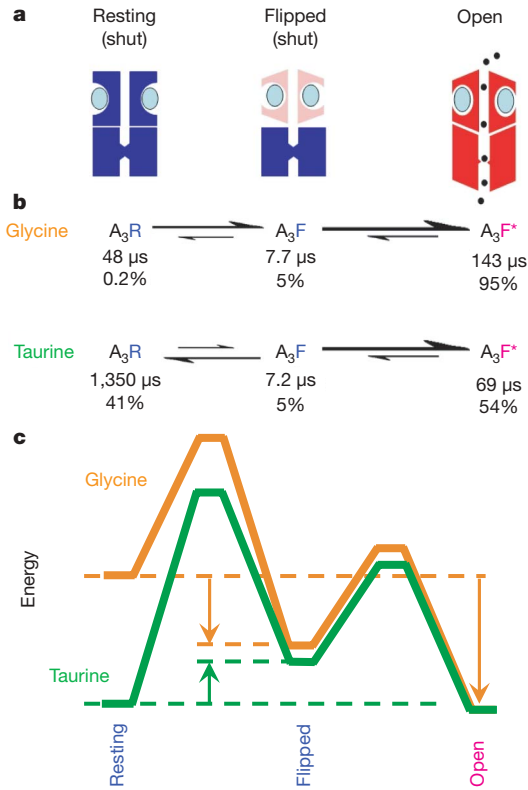 a
Resting
(shut)
Flipped
(shut)
Open
b
Glycine A₃R A₃F A₃F*
48 µs 7.7 µs 143 µs
0.2% 5% 95%
Taurine A₃R A₃F A₃F*
1,350 µs 7.2 µs 69 µs
41% 5% 54%
c
Glycine
Energy
Taurine
Resting
Flipped
Open